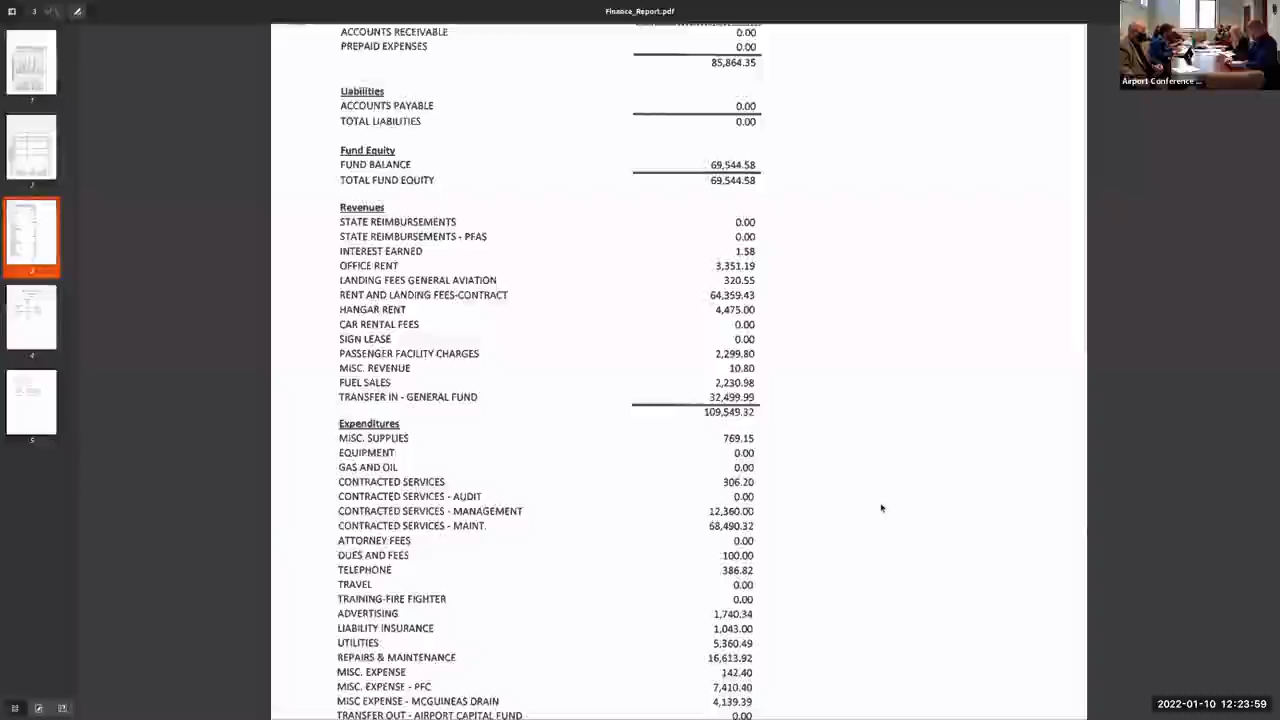 3
Finance_Report.pdf
ACCOUNTS RECEIVABLE 0.00
PREPAID EXPENSES 0.00
85,864.35
Liabilities
ACCOUNTS PAYABLE 0.00
TOTAL LIABILITIES 0.00
Fund Equity
FUND BALANCE 69,544.58
TOTAL FUND EQUITY 69,544.58
Revenues
STATE REIMBURSEMENTS 0.00
STATE REIMBURSEMENTS - PFAS 0.00
INTEREST EARNED 1.58
OFFICE RENT 3,351.19
LANDING FEES GENERAL AVIATION 320.55
RENT AND LANDING FEES-CONTRACT 64,359.43
HANGAR RENT 4,475.00
CAR RENTAL FEES 0.00
SIGN LEASE 0.00
PASSENGER FACILITY CHARGES 2,299.80
MISC. REVENUE 10.80
FUEL SALES 2,230.98
TRANSFER IN - GENERAL FUND 32,499.99
109,549.32
Expenditures
MISC. SUPPLIES 769.15
EQUIPMENT 0.00
GAS AND OIL 0.00
CONTRACTED SERVICES 306.20
CONTRACTED SERVICES - AUDIT 0.00
CONTRACTED SERVICES - MANAGEMENT 12,360.00
CONTRACTED SERVICES - MAINT. 68,490.32
ATTORNEY FEES 0.00
DUES AND FEES 100.00
TELEPHONE 386.82
TRAVEL 0.00
TRAINING-FIRE FIGHTER 0.00
ADVERTISING 1,740.34
LIABILITY INSURANCE 1,043.00
UTILITIES 5,360.49
REPAIRS & MAINTENANCE 16,613.92
MISC. EXPENSE 142.40
MISC. EXPENSE - PFC 7,410.40
MISC EXPENSE - MCGUINEAS DRAIN 4,139.39
TRANSFER OUT - AIRPORT CAPITAL FUND 0.00
3
4
5
Airport Conference ...
2022-01-10 12:23:59